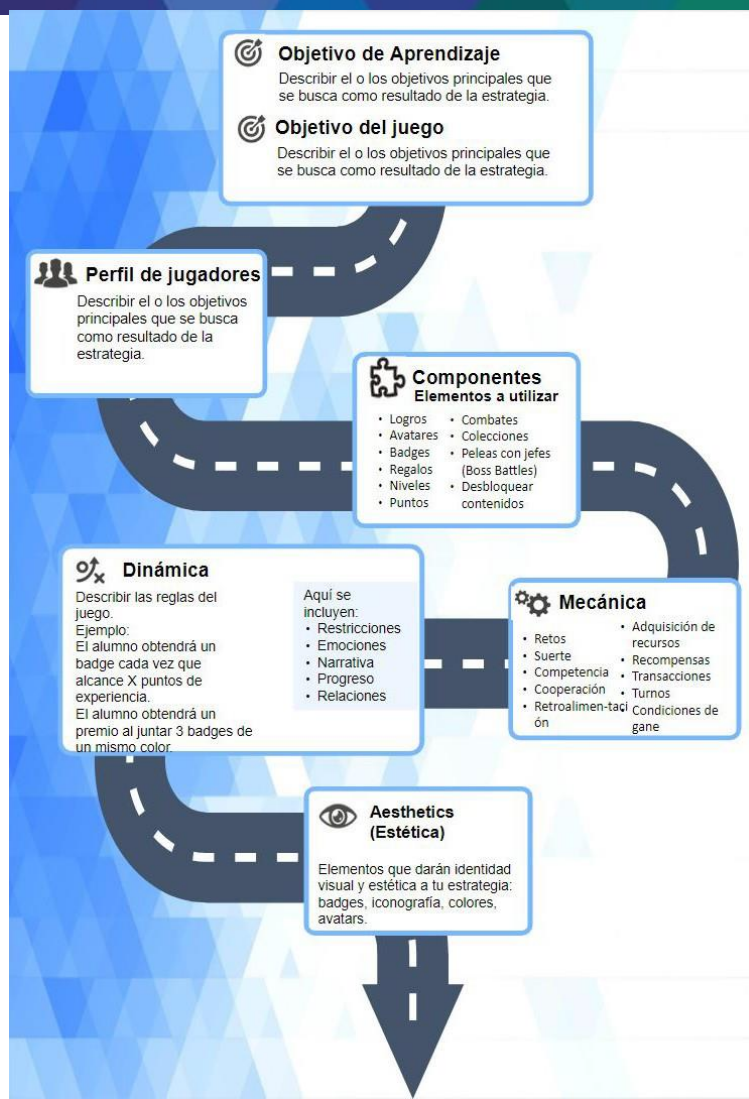 Objetivo de Aprendizaje
Describir el o los objetivos principales que
se busca como resultado de la estrategia.
Objetivo del juego
Describir el o los objetivos principales que
se busca como resultado de la estrategia.
Perfil de jugadores
Describir el o los objetivos
principales que se busca
como resultado de la
estrategia.
Componentes
Elementos a utilizar
• Logros
• Avatares
• Badges
• Regalos
• Niveles
• Puntos
• Combates
• Colecciones
• Peleas con jefes
(Boss Battles)
• Desbloquear
contenidos
Mecánica
• Retos
• Suerte
• Competencia
• Cooperación
• Retroalimen-taci
ón
• Adquisición de
recursos
• Recompensas
• Transacciones
• Turnos
• Condiciones de
gane
Dinámica
Describir las reglas del
juego.
Ejemplo:
El alumno obtendrá un
badge cada vez que
alcance X puntos de
experiencia.
El alumno obtendrá un
premio al juntar 3 badges de
un mismo color.
Aquí se
incluyen:
• Restricciones
• Emociones
• Narrativa
• Progreso
• Relaciones
Aesthetics
(Estética)
Elementos que darán identidad
visual y estética a tu estrategia:
badges, iconografía, colores,
avatars.